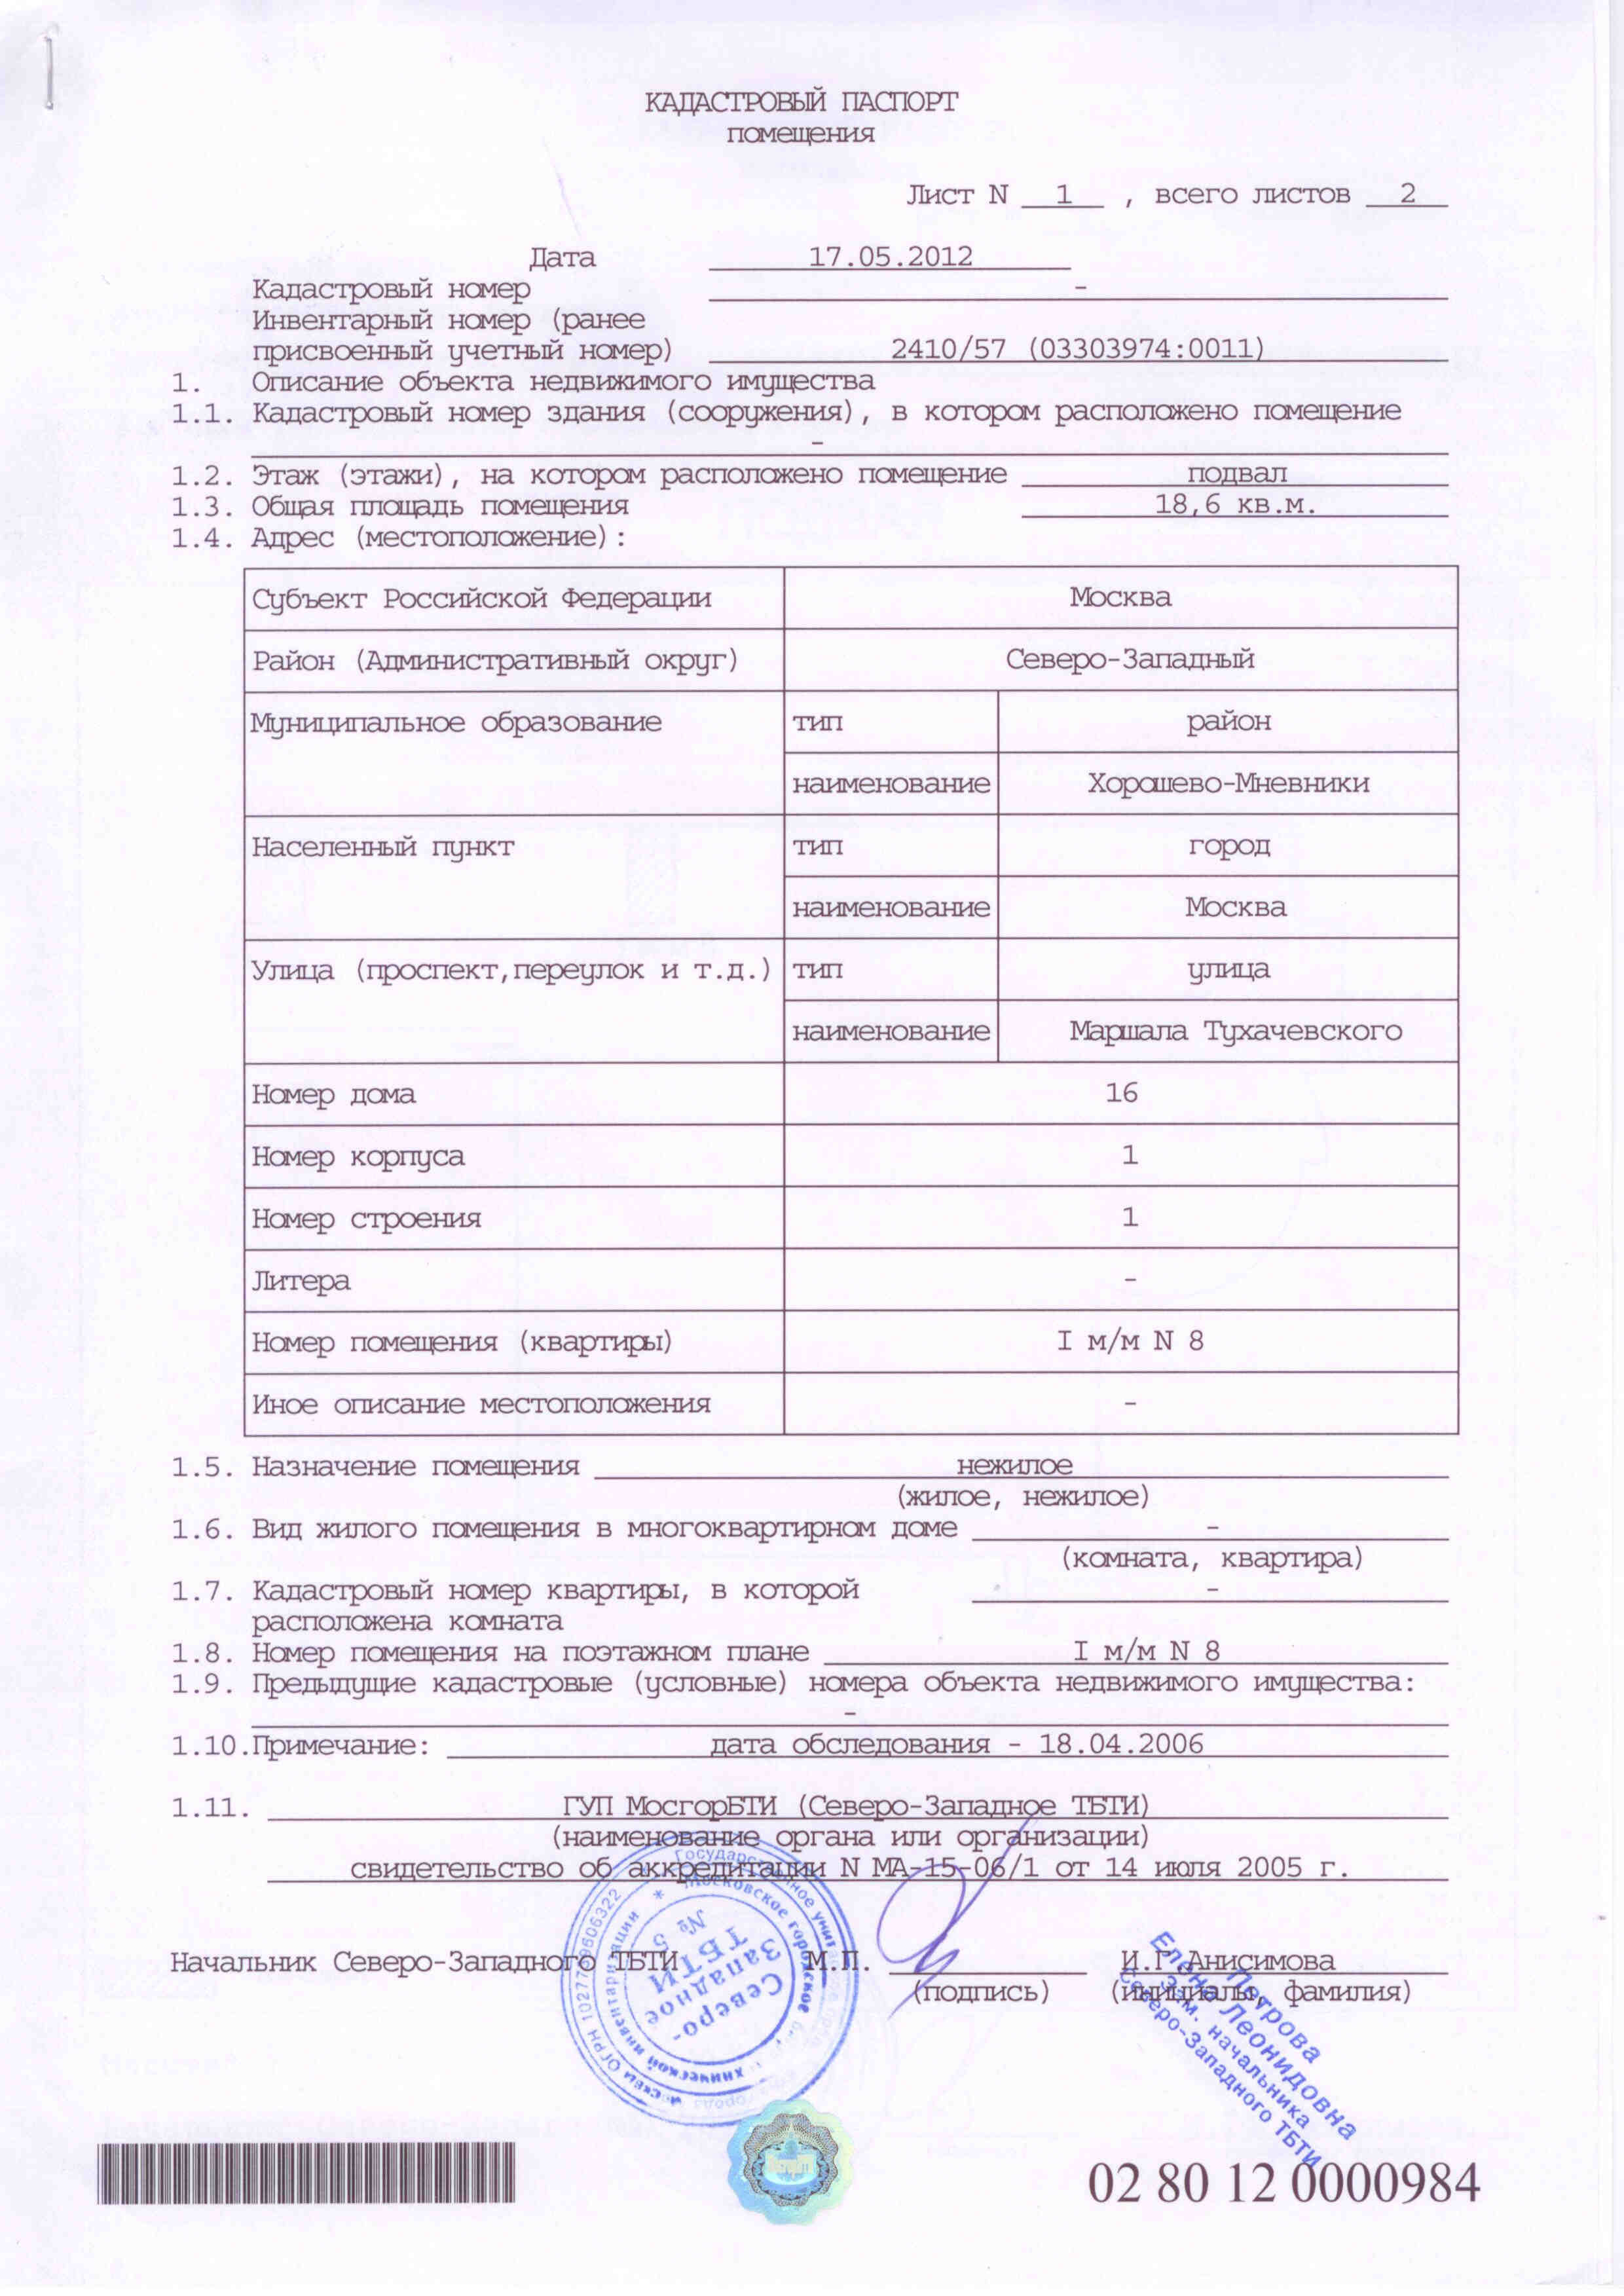 КАДАСТРОВЫЙ ПАСПОРТ
помещения
Лист N 1 , всего листов 2
Дата 17.05.2012
Кадастровый номер -
Инвентарный номер (ранее
присвоенный учетный номер) 2410/57 (03303974:0011)
1. Описание объекта недвижимого имущества
1.1. Кадастровый номер здания (сооружения), в котором расположено помещение
-
1.2. Этаж (этажи), на котором расположено помещение подвал
1.3. Общая площадь помещения 18,6 кв.м.
1.4. Адрес (местоположение):
Субъект Российской Федерации Москва
Район (Административный округ) Северо-Западный
Муниципальное образование тип район
наименование Хорошево-Мневники
Населенный пункт тип город
наименование Москва
Улица (проспект,переулок и т.д.) тип улица
наименование Маршала Тухачевского
Номер дома 16
Номер корпуса 1
Номер строения 1
Литера -
Номер помещения (квартиры) I м/м N 8
Иное описание местоположения -
1.5. Назначение помещения нежилое
(жилое, нежилое)
1.6. Вид жилого помещения в многоквартирном доме -
(комната, квартира)
1.7. Кадастровый номер квартиры, в которой -
расположена комната
1.8. Номер помещения на поэтажном плане I м/м N 8
1.9. Предыдущие кадастровые (условные) номера объекта недвижимого имущества:
-
1.10.Примечание: дата обследования - 18.04.2006
1.11. ГУП МосгорБТИ (Северо-Западное ТБТИ)
(наименование органа или организации)
свидетельство об аккредитации N МА-15-06/1 от 14 июля 2005 г.
Начальник Северо-Западного ТБТИ М.П. И.Г.Анисимова
(подпись) (инициалы, фамилия)
Северо-
Западное
ТБТИ
№ 5
Петрова
Елена Леонидовна
Зам. начальника
Северо-Западного ТБТИ
02 80 12 0000984